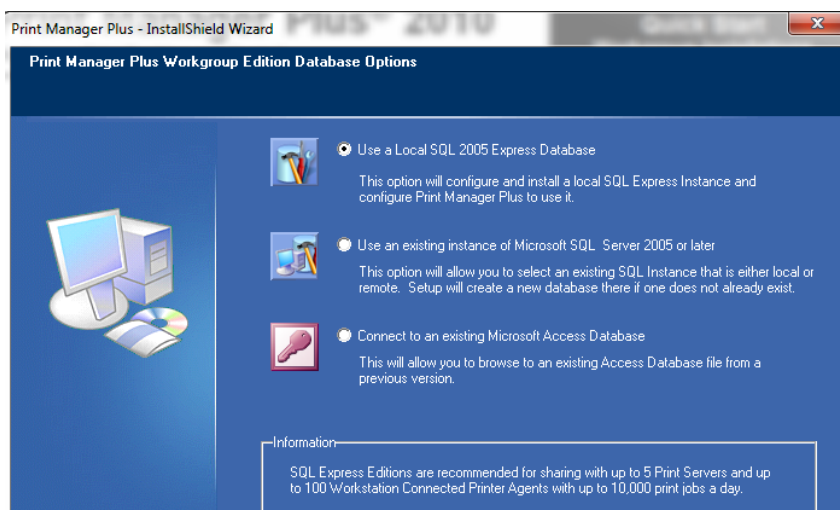 Plus® 2010
Quick Start
Print Manager Plus - InstallShield Wizard
Print Manager Plus Workgroup Edition Database Options
Use a Local SQL 2005 Express Database
This option will configure and install a local SQL Express Instance and
configure Print Manager Plus to use it.
Use an existing instance of Microsoft SQL  Server 2005 or later
This option will allow you to select an existing SQL Instance that is either local or
remote.  Setup will create a new database there if one does not already exist.
Connect to an existing Microsoft Access Database
This will allow you to browse to an existing Access Database file from a
previous version.
Information
SQL Express Editions are recommended for sharing with up to 5 Print Servers and up
to 100 Workstation Connected Printer Agents with up to 10,000 print jobs a day.